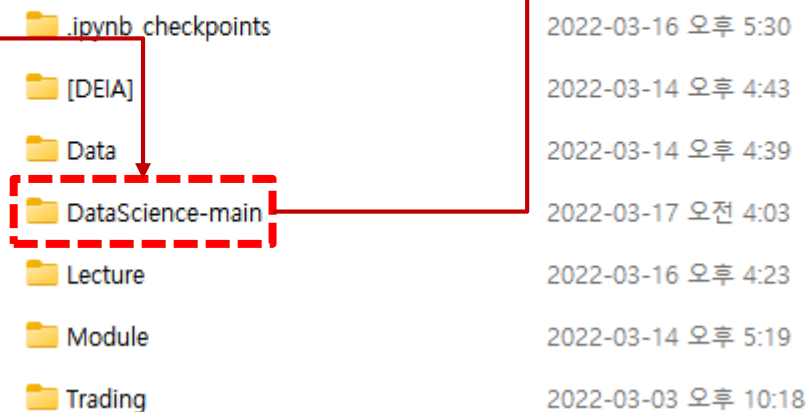 .ipynb_checkpoints 2022-03-16 오후 5:30
[DEIA] 2022-03-14 오후 4:43
Data 2022-03-14 오후 4:39
DataScience-main 2022-03-17 오전 4:03
Lecture 2022-03-16 오후 4:23
Module 2022-03-14 오후 5:19
Trading 2022-03-03 오후 10:18